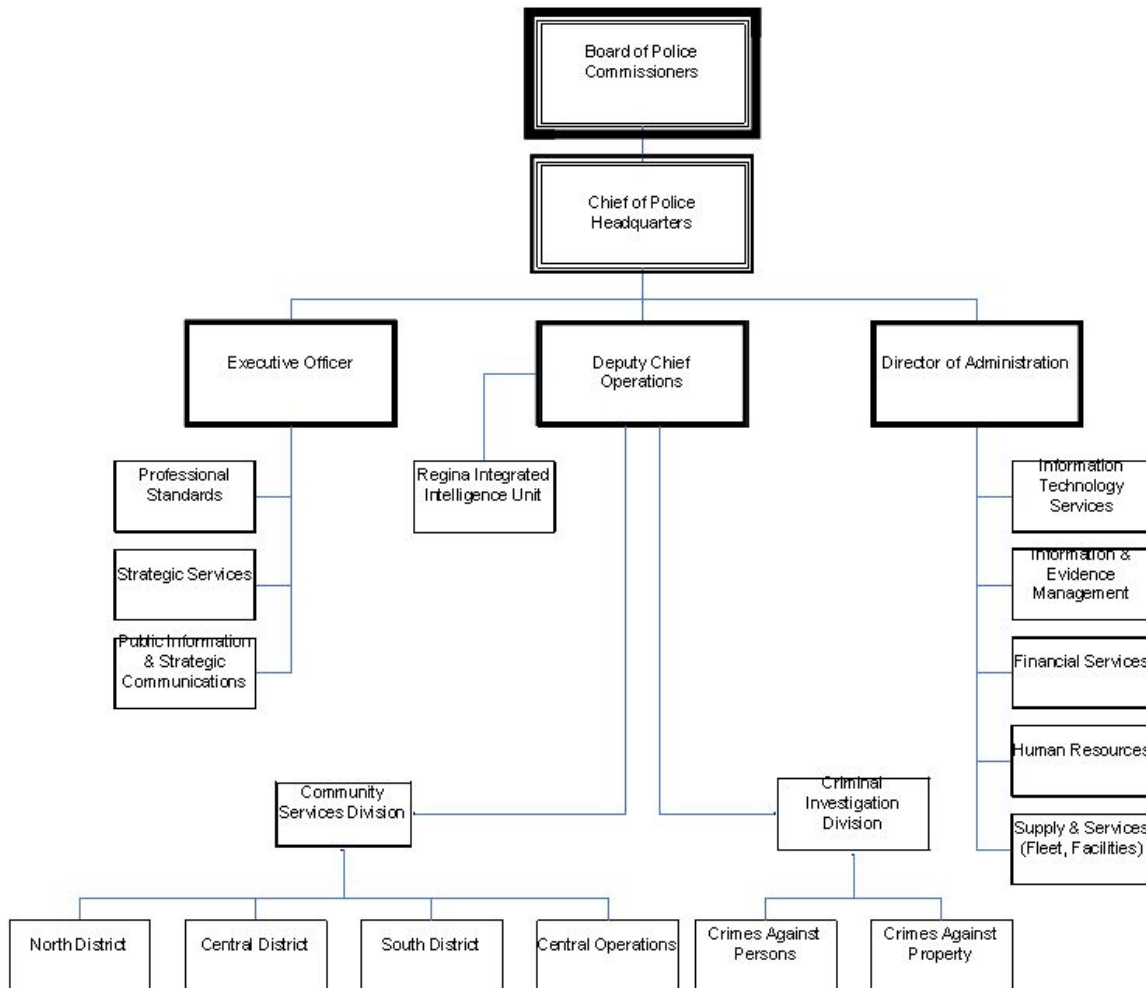 Board of Police
Commissioners
Chief of Police
Headquarters
Executive Officer
Deputy Chief
Operations
Director of Administration
Professional
Standards
Regina Integrated
Intelligence Unit
Information
Technology
Services
Strategic Services
Information &
Evidence
Management
Public Information
& Strategic
Communications
Financial Services
Human Resources
Community
Services Division
Criminal
Investigation
Division
Supply & Services
(Fleet, Facilities)
North District
Central District
South District
Central Operations
Crimes Against
Persons
Crimes Against
Property